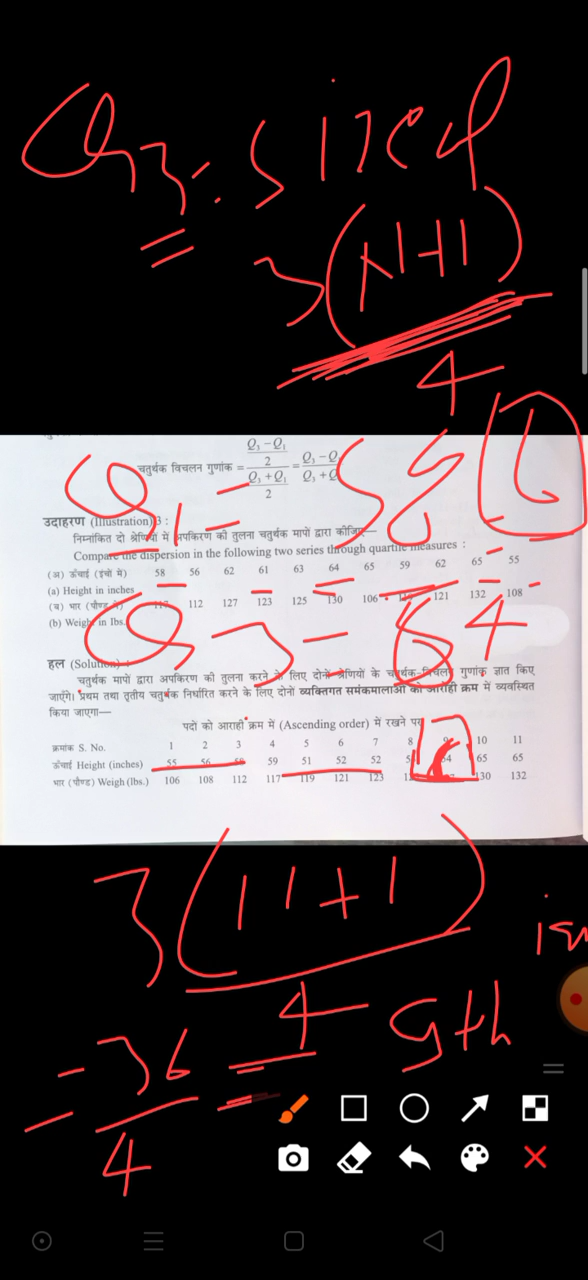 Q3 = size of
3(N+1)
4
चतुर्थक विचलन गुणांक = Q₃ – Q₁ / 2 / Q₃ + Q₁ / 2 = Q₃ – Q / Q₃ + Q
Q1 = 58
उदाहरण (Illustration) 3 :
निम्नांकित दो श्रेणियों में अपकिरण की तुलना चतुर्थक मापों द्वारा कीजिए—
Compare the dispersion in the following two series through quartile measures :
(अ) ऊँचाई (इंचों में) 58 56 62 61 63 64 65 59 62 65 55
(a) Height in inches
(ब) भार (पौण्ड 112 127 123 125 130 106 121 132 108
(b) Weight in lbs.
Q3 = 64
हल (Solution)
चतुर्थक मापों द्वारा अपकिरण की तुलना करने के लिए दोनों श्रेणियों के चतुर्थक-विचलन गुणांक ज्ञात किए
जाएँगे। प्रथम तथा तृतीय चतुर्थक निर्धारित करने के लिए दोनों व्यक्तिगत समंकमालाओं को आरोही क्रम में व्यवस्थित
किया जाएगा—
पदों को आरोही क्रम में (Ascending order) में रखने पर
क्रमांक S. No. 1 2 3 4 5 6 7 8 9 10 11
ऊँचाई Height (inches) 55 56 58 59 51 52 52 64 65 65
भार (पौण्ड) Weigh (lbs.) 106 108 112 117 119 121 123 130 132
3(11+1)
4
= 36 = 9th
4